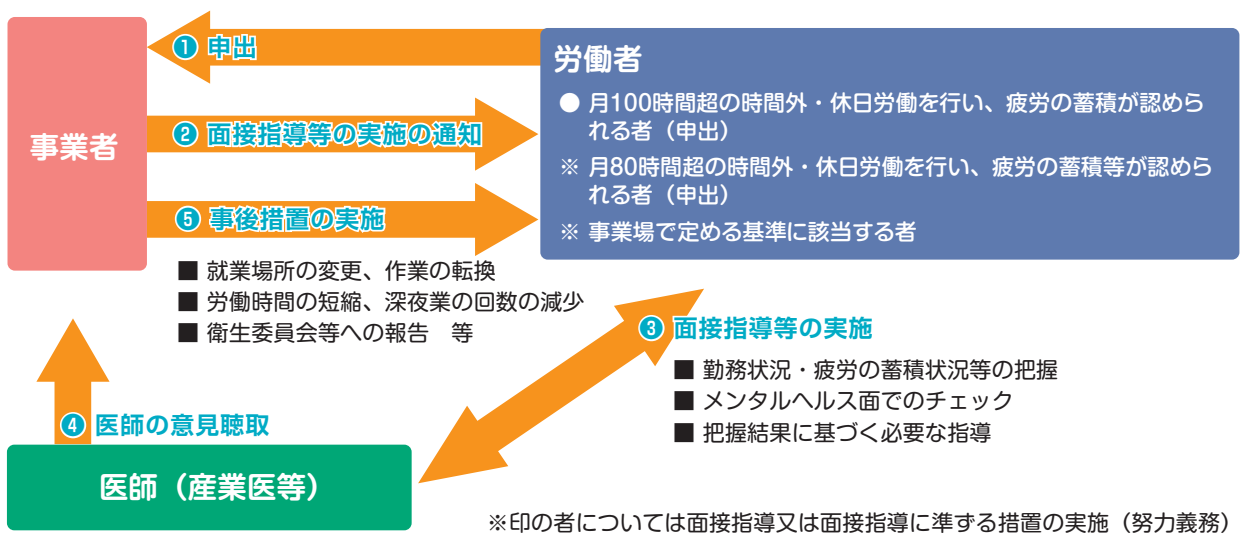 ❶ 申出
事業者
❷ 面接指導等の実施の通知
❺ 事後措置の実施
■ 就業場所の変更、作業の転換
■ 労働時間の短縮、深夜業の回数の減少
■ 衛生委員会等への報告　等
労働者
● 月100時間超の時間外・休日労働を行い、疲労の蓄積が認めら
れる者（申出）
※ 月80時間超の時間外・休日労働を行い、疲労の蓄積等が認めら
れる者（申出）
※ 事業場で定める基準に該当する者
❸ 面接指導等の実施
■ 勤務状況・疲労の蓄積状況等の把握
■ メンタルヘルス面でのチェック
■ 把握結果に基づく必要な指導
❹ 医師の意見聴取
医師（産業医等）
※印の者については面接指導又は面接指導に準ずる措置の実施（努力義務）